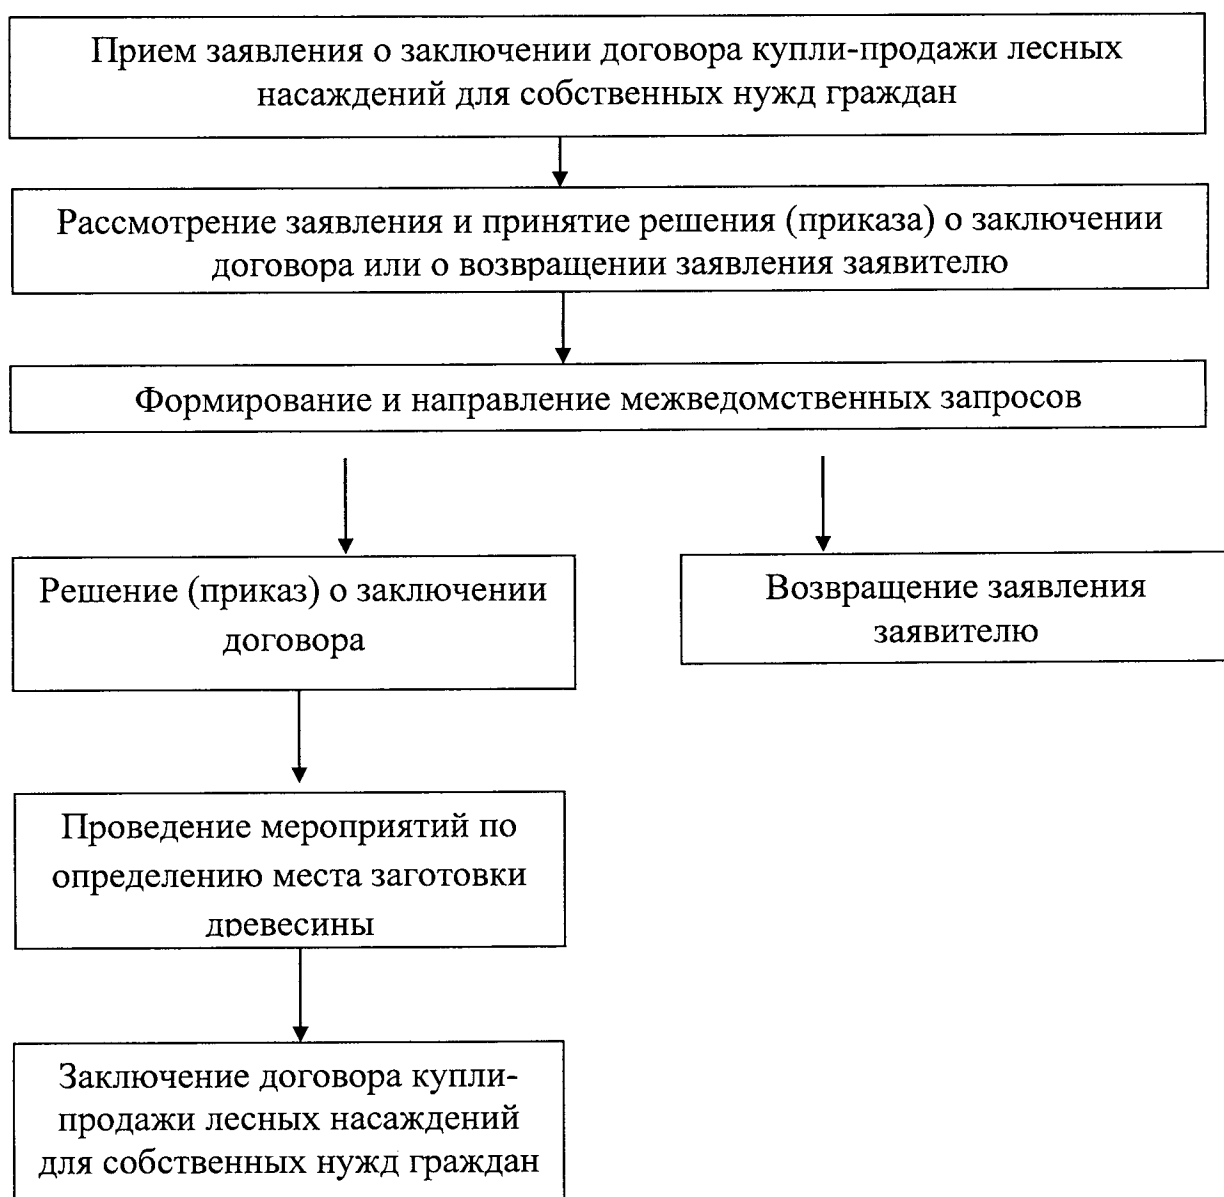 Прием заявления о заключении договора купли-продажи лесных
насаждений для собственных нужд граждан
Рассмотрение заявления и принятие решения (приказа) о заключении
договора или о возвращении заявления заявителю
Формирование и направление межведомственных запросов
Решение (приказ) о заключении
договора
Возвращение заявления
заявителю
Проведение мероприятий по
определению места заготовки
древесины
Заключение договора купли-
продажи лесных насаждений
для собственных нужд граждан